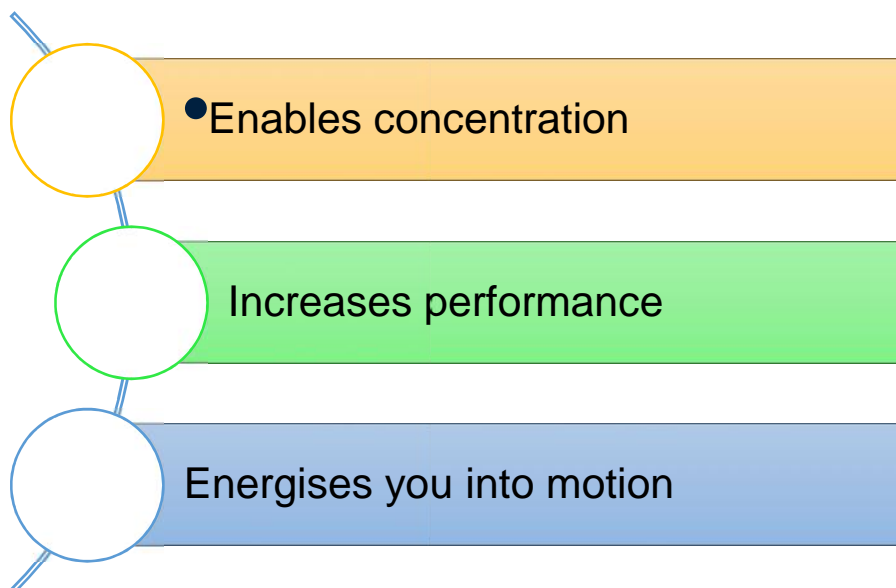 •Enables concentration
Increases performance
Energises you into motion